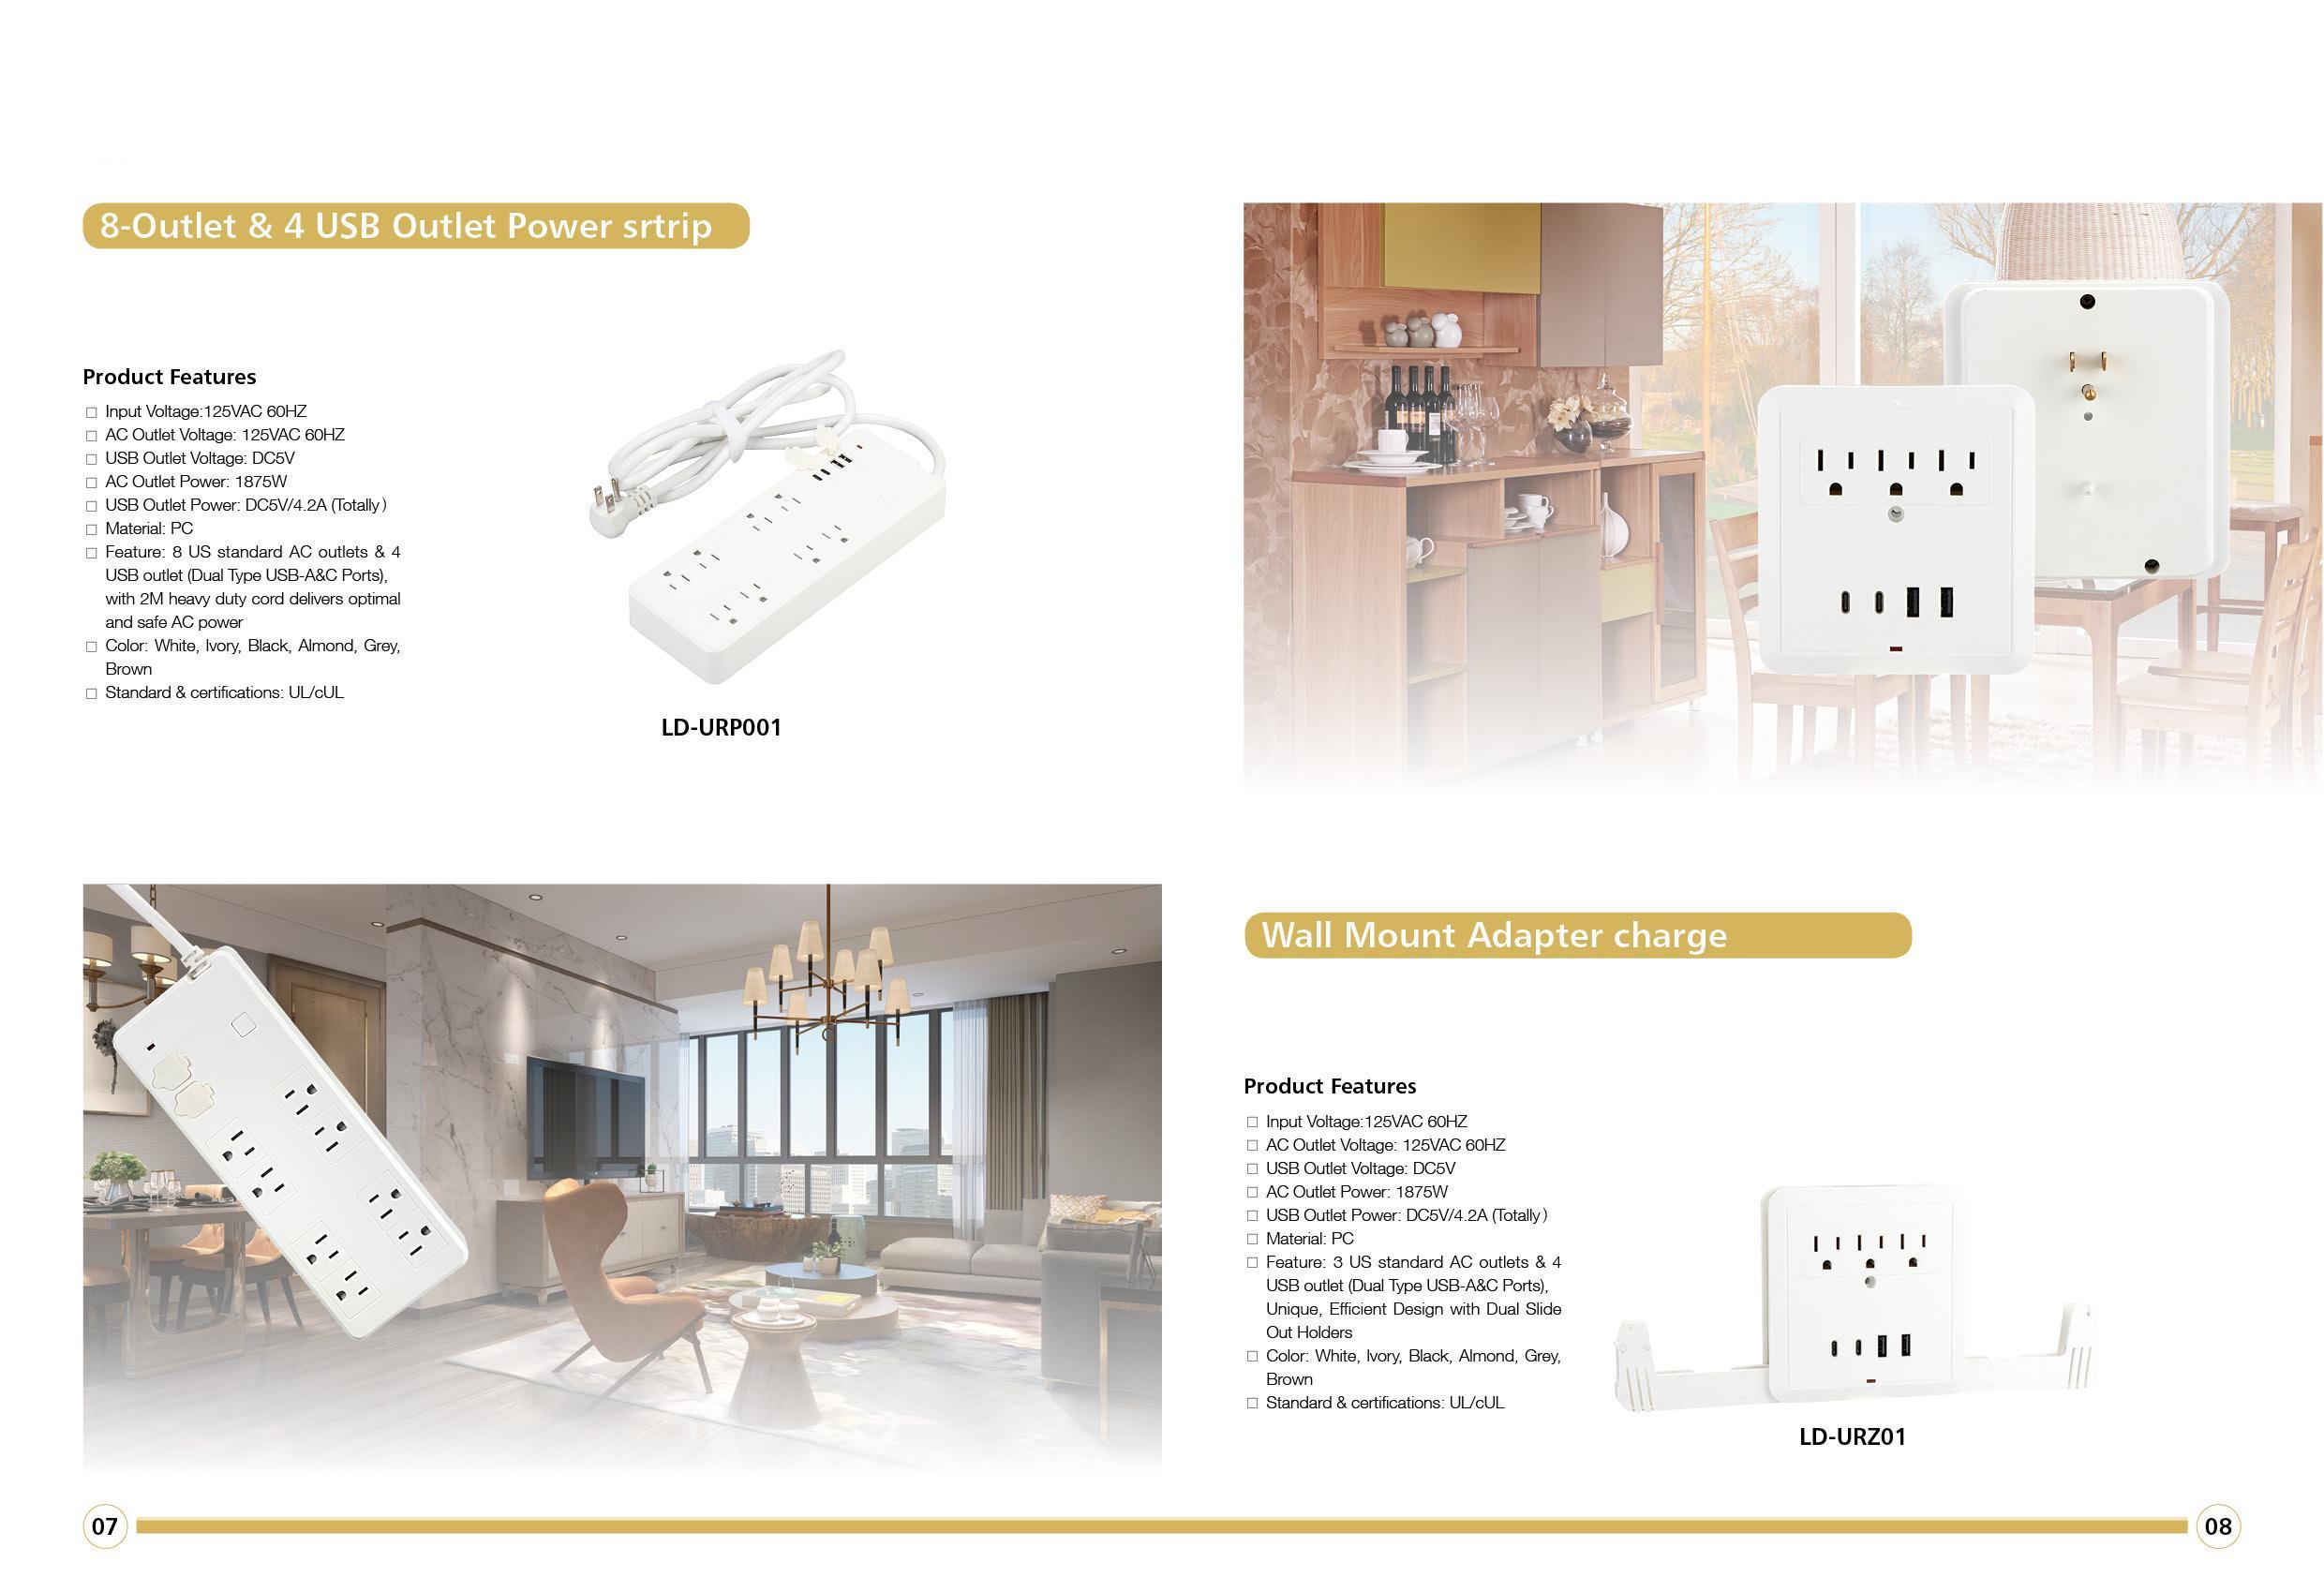 8-Outlet & 4 USB Outlet Power srtrip
Product Features
□ Input Voltage:125VAC 60HZ
□ AC Outlet Voltage: 125VAC 60HZ
□ USB Outlet Voltage: DC5V
□ AC Outlet Power: 1875W
□ USB Outlet Power: DC5V/4.2A (Totally)
□ Material: PC
□ Feature: 8 US standard AC outlets & 4
USB outlet (Dual Type USB-A&C Ports),
with 2M heavy duty cord delivers optimal
and safe AC power
□ Color: White, Ivory, Black, Almond, Grey,
Brown
□ Standard & certifications: UL/cUL
LD-URP001
07
Wall Mount Adapter charge
Product Features
□ Input Voltage:125VAC 60HZ
□ AC Outlet Voltage: 125VAC 60HZ
□ USB Outlet Voltage: DC5V
□ AC Outlet Power: 1875W
□ USB Outlet Power: DC5V/4.2A (Totally)
□ Material: PC
□ Feature: 3 US standard AC outlets & 4
USB outlet (Dual Type USB-A&C Ports),
Unique, Efficient Design with Dual Slide
Out Holders
□ Color: White, Ivory, Black, Almond, Grey,
Brown
□ Standard & certifications: UL/cUL
LD-URZ01
08